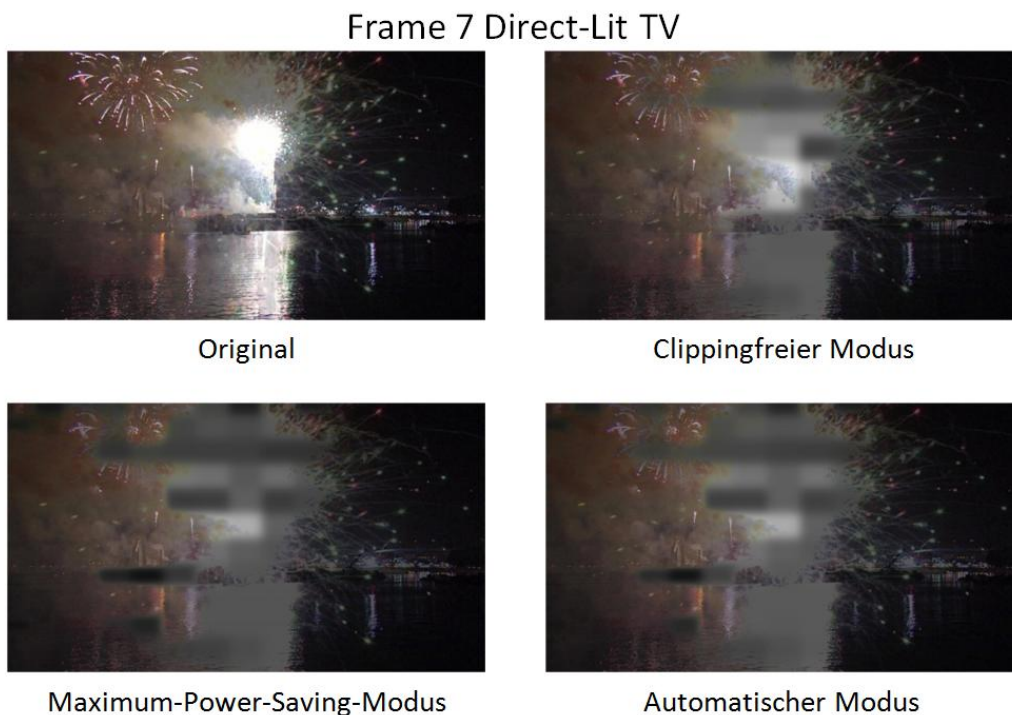 Frame 7 Direct-Lit TV
Original
Clippingfreier Modus
Maximum-Power-Saving-Modus
Automatischer Modus